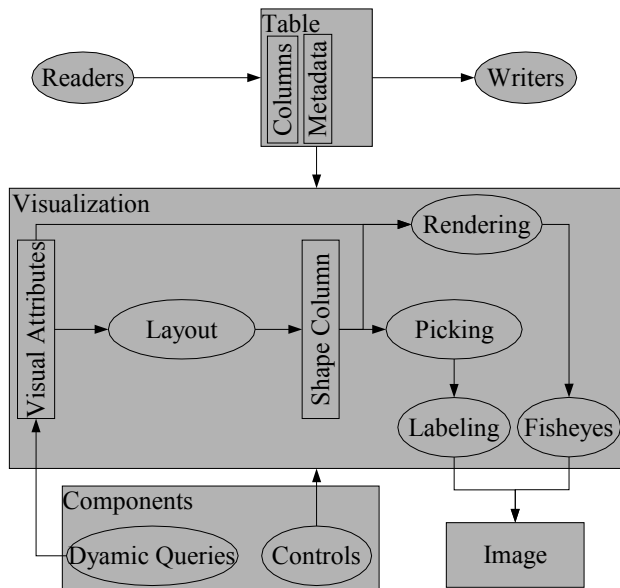 Table
Readers
Columns
Metadata
Writers
Visualization
Rendering
Visual Attributes
Layout
Shape Column
Picking
Labeling
Fisheyes
Components
Dyamic Queries
Controls
Image